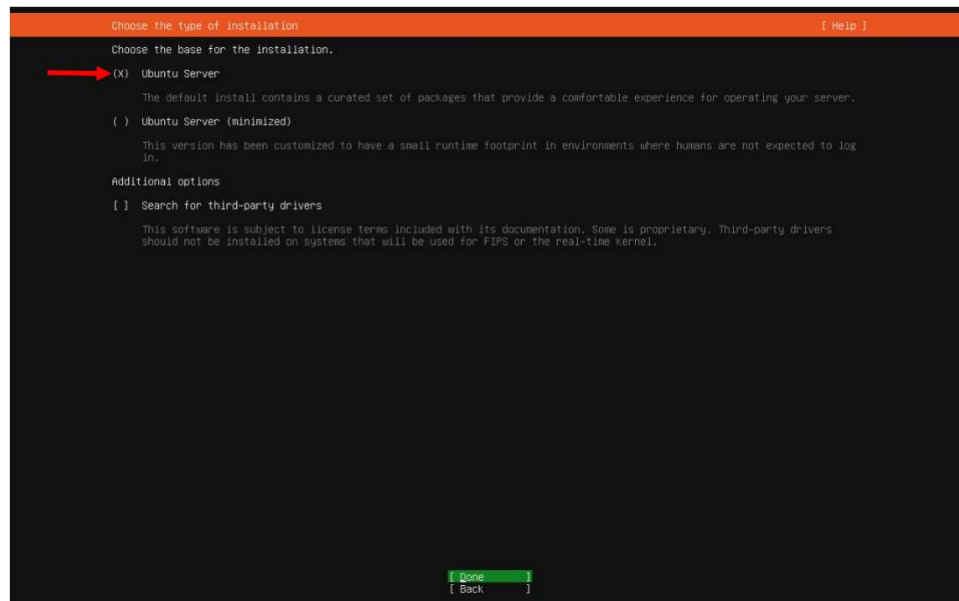 Choose the type of installation [ Help ]
Choose the base for the installation.
(X) Ubuntu Server
The default install contains a curated set of packages that provide a comfortable experience for operating your server.
( ) Ubuntu Server (minimized)
This version has been customized to have a small runtime footprint in environments where humans are not expected to log
in.
Additional options
[ ] Search for third-party drivers
This software is subject to license terms included with its documentation. Some is proprietary. Third-party drivers
should not be installed on systems that will be used for FIPS or the real-time kernel.
[ Done ]
[ Back ]